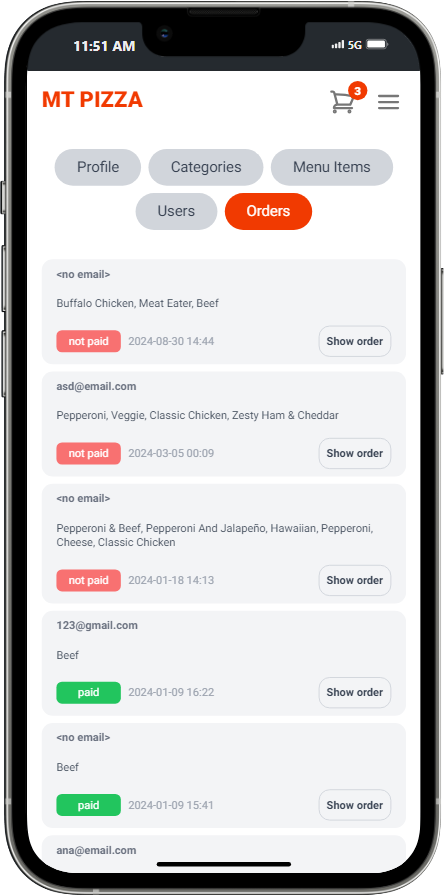 11:51 AM
5G
MT PIZZA
3
Profile
Categories
Menu Items
Users
Orders
<no email>
Buffalo Chicken, Meat Eater, Beef
not paid
2024-08-30 14:44
Show order
asd@email.com
Pepperoni, Veggie, Classic Chicken, Zesty Ham & Cheddar
not paid
2024-03-05 00:09
Show order
<no email>
Pepperoni & Beef, Pepperoni And Jalapeño, Hawaiian, Pepperoni,
Cheese, Classic Chicken
not paid
2024-01-18 14:13
Show order
123@gmail.com
Beef
paid
2024-01-09 16:22
Show order
<no email>
Beef
paid
2024-01-09 15:41
Show order
ana@email.com